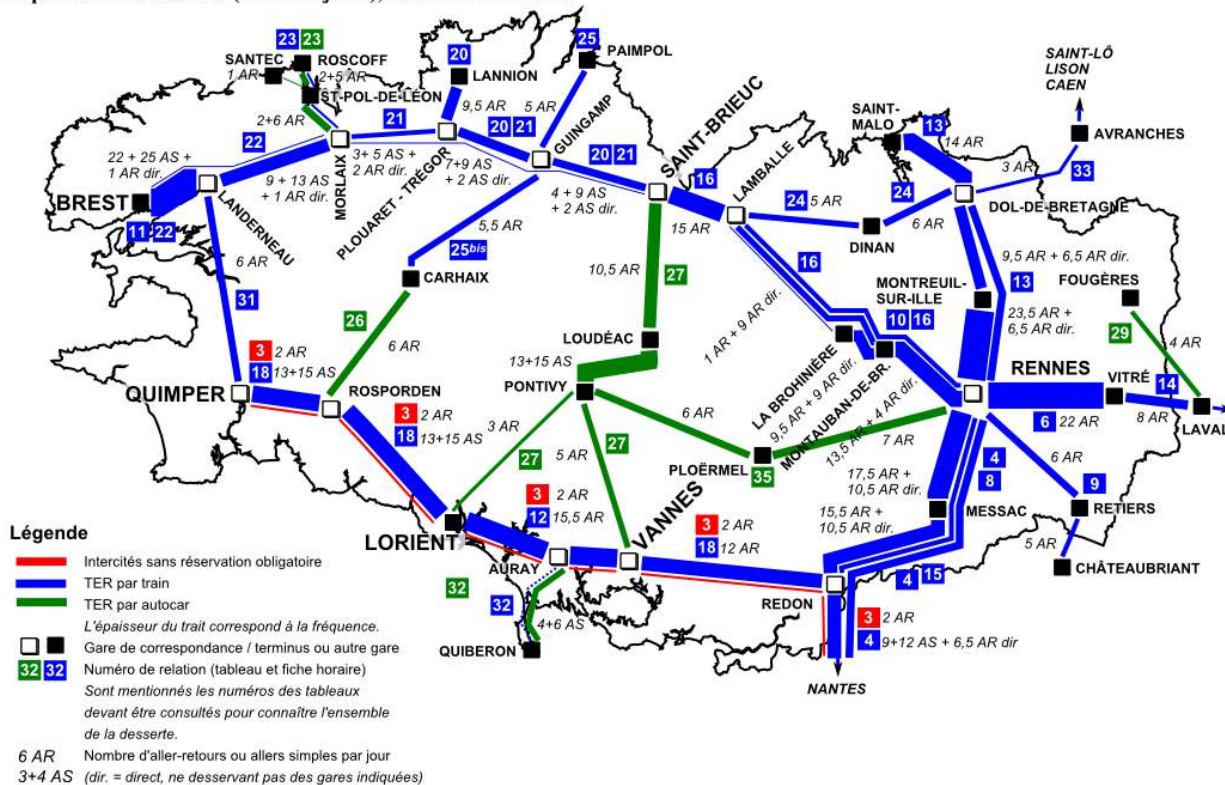 23 23
SANTEC
ROSCOFF
1 AR
2+5 AR
ST-POL-DE-LÉON
2+6 AR
20
LANNION
9,5 AR
25
PAIMPOL
5 AR
SAINT-LÔ
LISON
CAEN
SAINT-
MALO
13
14 AR
AVRANCHES
3 AR
33
22
21
20 21
GUINGAMP
20 21
SAINT-BRIEUC
16
LAMBALLE
24 5 AR
24
DINAN
6 AR
DOL-DE-BRETAGNE
22 + 25 AS +
1 AR dir.
BREST
11 22
LANDERNEAU
9 + 13 AS
+ 1 AR dir.
MORLAIX
3+ 5 AS +
2 AR dir.
PLOUARET - TRÉGOR
7+9 AS
+ 2 AS dir.
4 + 9 AS
+ 2 AS dir.
15 AR
6 AR
31
5,5 AR
25bis
CARHAIX
26
6 AR
10,5 AR
27
LOUDÉAC
13+15 AS
PONTIVY
16
1 AR + 9 AR dir.
MONTREUIL-
SUR-ILLE
10 16
9,5 AR + 6,5 AR dir.
13
23,5 AR +
6,5 AR dir.
FOUGÈRES
29
4 AR
LA BROHINIÈRE
9,5 AR + 9 AR dir.
MONTAUBAN-DE-BR.
13,5 AR + 4 AR dir.
RENNES
VITRÉ
14
6 22 AR
8 AR
LAVAL
3 2 AR
18 13+15 AS
QUIMPER
ROSPORDEN
3 2 AR
18 13+15 AS
3 AR
27
5 AR
27
6 AR
PLOËRMEL
35
7 AR
4
8
6 AR
9
RETIERS
17,5 AR +
10,5 AR dir.
MESSAC
15,5 AR +
10,5 AR dir.
5 AR
CHÂTEAUBRIANT
LORIENT
3 2 AR
12 15,5 AR
AURAY
VANNES
3 2 AR
18 12 AR
4 15
REDON
32
32
4+6 AS
QUIBERON
3 2 AR
4 9+12 AS + 6,5 AR dir
NANTES
Légende
Intercités sans réservation obligatoire
TER par train
TER par autocar
L'épaisseur du trait correspond à la fréquence.
Gare de correspondance / terminus ou autre gare
32 32 Numéro de relation (tableau et fiche horaire)
Sont mentionnés les numéros des tableaux
devant être consultés pour connaître l'ensemble
de la desserte.
6 AR Nombre d'aller-retours ou allers simples par jour
3+4 AS (dir. = direct, ne desservant pas des gares indiquées)